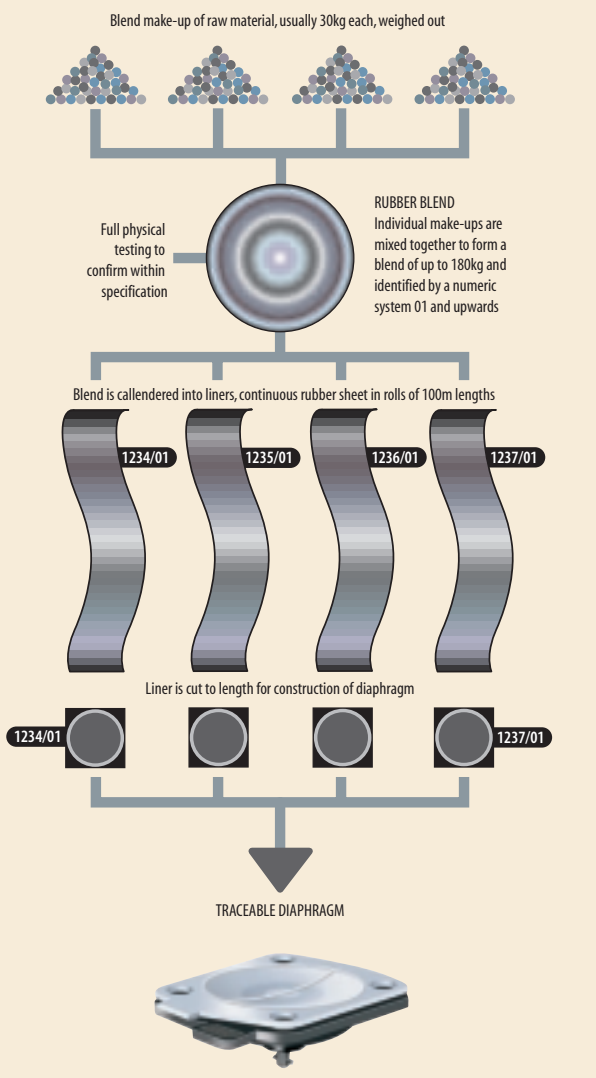 Blend make-up of raw material, usually 30kg each, weighed out
Full physical
testing to
confirm within
specification
RUBBER BLEND
Individual make-ups are
mixed together to form a
blend of up to 180kg and
identified by a numeric
system 01 and upwards
Blend is callendered into liners, continuous rubber sheet in rolls of 100m lengths
1234/01
1235/01
1236/01
1237/01
Liner is cut to length for construction of diaphragm
1234/01
1237/01
TRACEABLE DIAPHRAGM